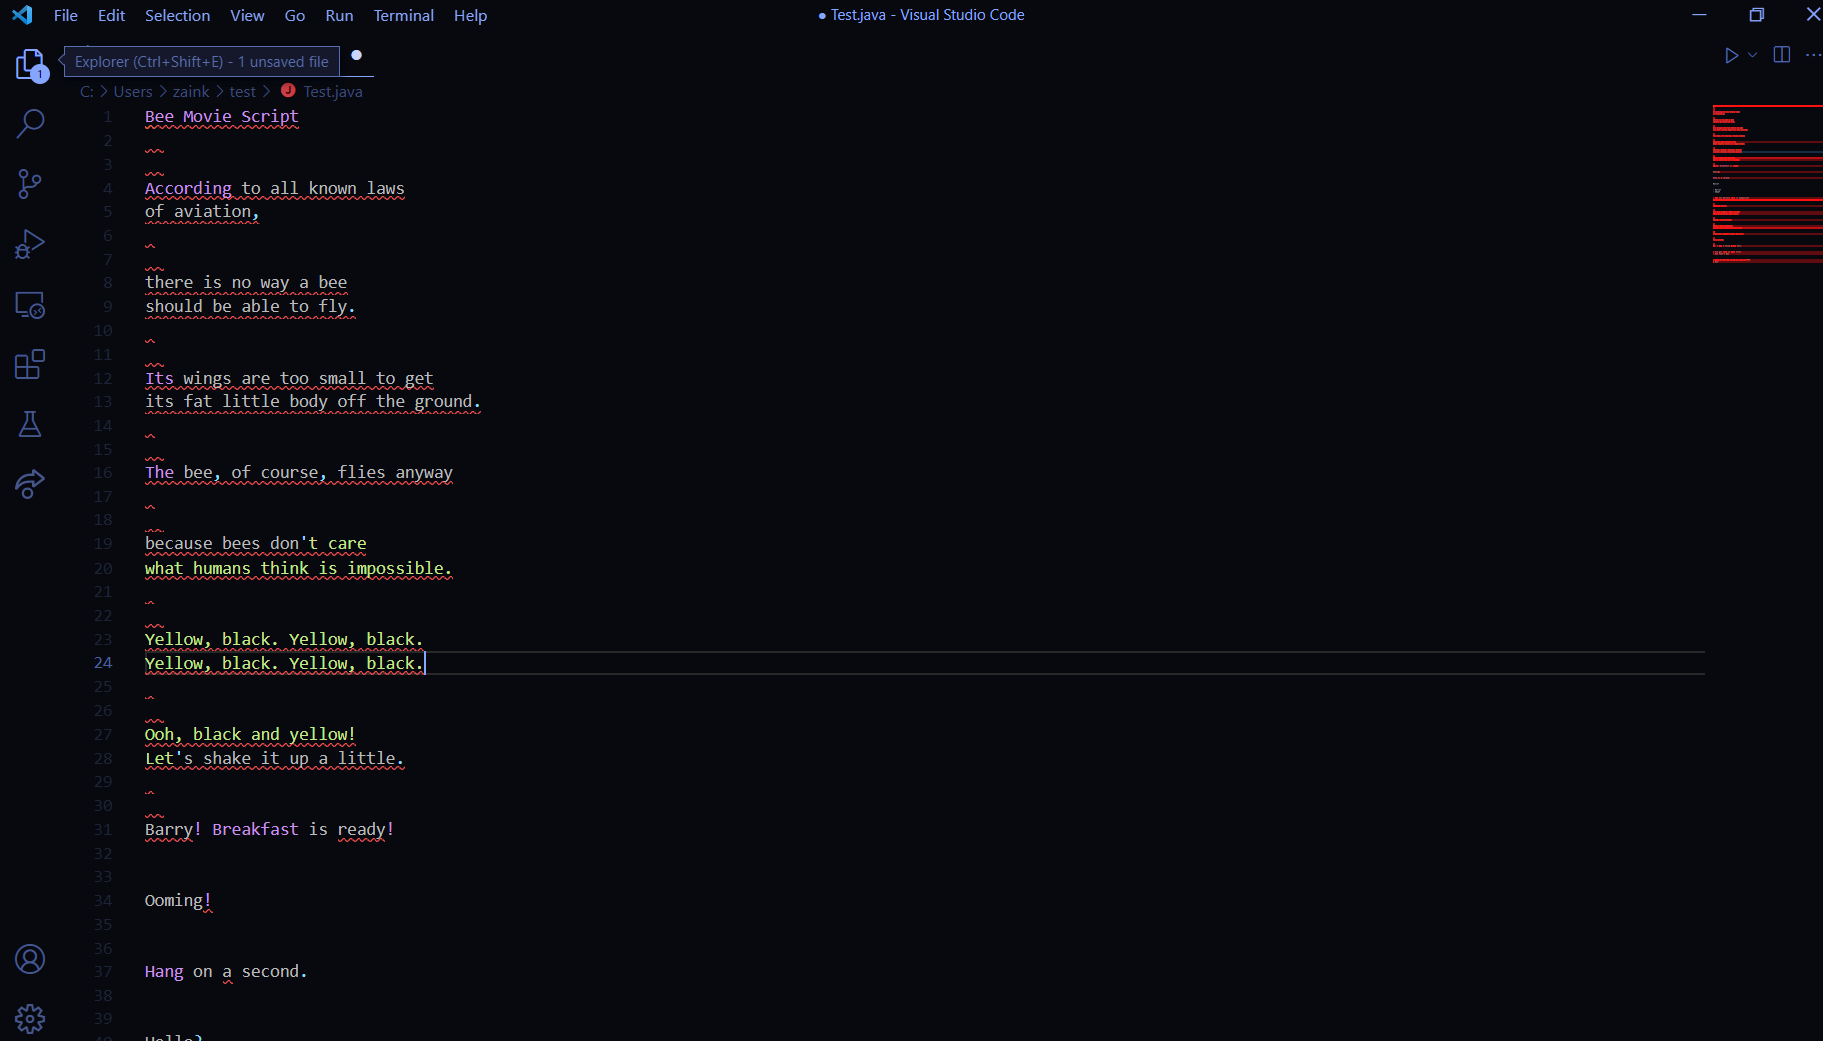 File Edit Selection View Go Run Terminal Help
● Test.java - Visual Studio Code
Explorer (Ctrl+Shift+E) - 1 unsaved file
1
C: > Users > zaink > test > Test.java
1 Bee Movie Script
2
3
4 According to all known laws
5 of aviation,
6
7
8 there is no way a bee
9 should be able to fly.
10
11
12 Its wings are too small to get
13 its fat little body off the ground.
14
15
16 The bee, of course, flies anyway
17
18
19 because bees don't care
20 what humans think is impossible.
21
22
23 Yellow, black. Yellow, black.
24 Yellow, black. Yellow, black.
25
26
27 Ooh, black and yellow!
28 Let's shake it up a little.
29
30
31 Barry! Breakfast is ready!
32
33
34 Ooming!
35
36
37 Hang on a second.
38
39
40 Hello?